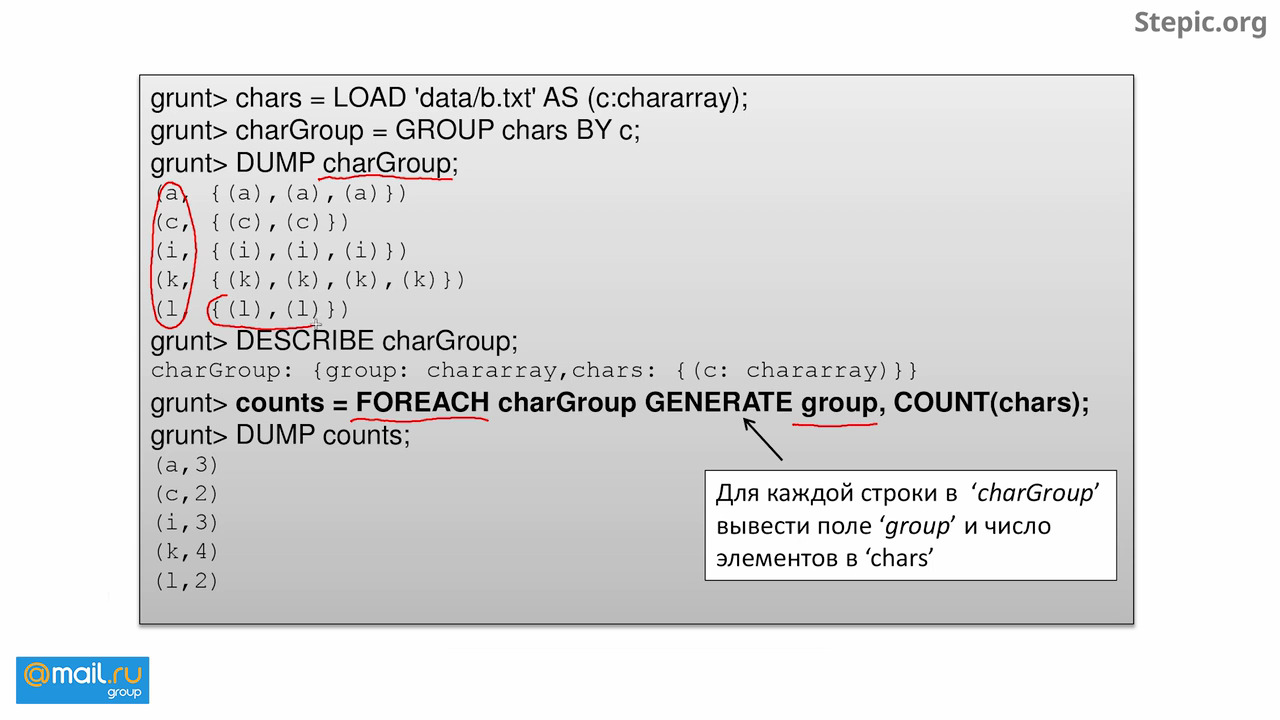 Stepic.org
grunt> chars = LOAD 'data/b.txt' AS (c:chararray);
grunt> charGroup = GROUP chars BY c;
grunt> DUMP charGroup;
(a, {(a),(a),(a)})
(c, {(c),(c)})
(i, {(i),(i),(i)})
(k, {(k),(k),(k),(k)})
(l, {(l),(l)})
grunt> DESCRIBE charGroup;
charGroup: {group: chararray,chars: {(c: chararray)}}
grunt> counts = FOREACH charGroup GENERATE group, COUNT(chars);
grunt> DUMP counts;
(a,3)
(c,2)
(i,3)
(k,4)
(l,2)
Для каждой строки в ‘charGroup’
вывести поле ‘group’ и число
элементов в ‘chars’
@mail.ru
group